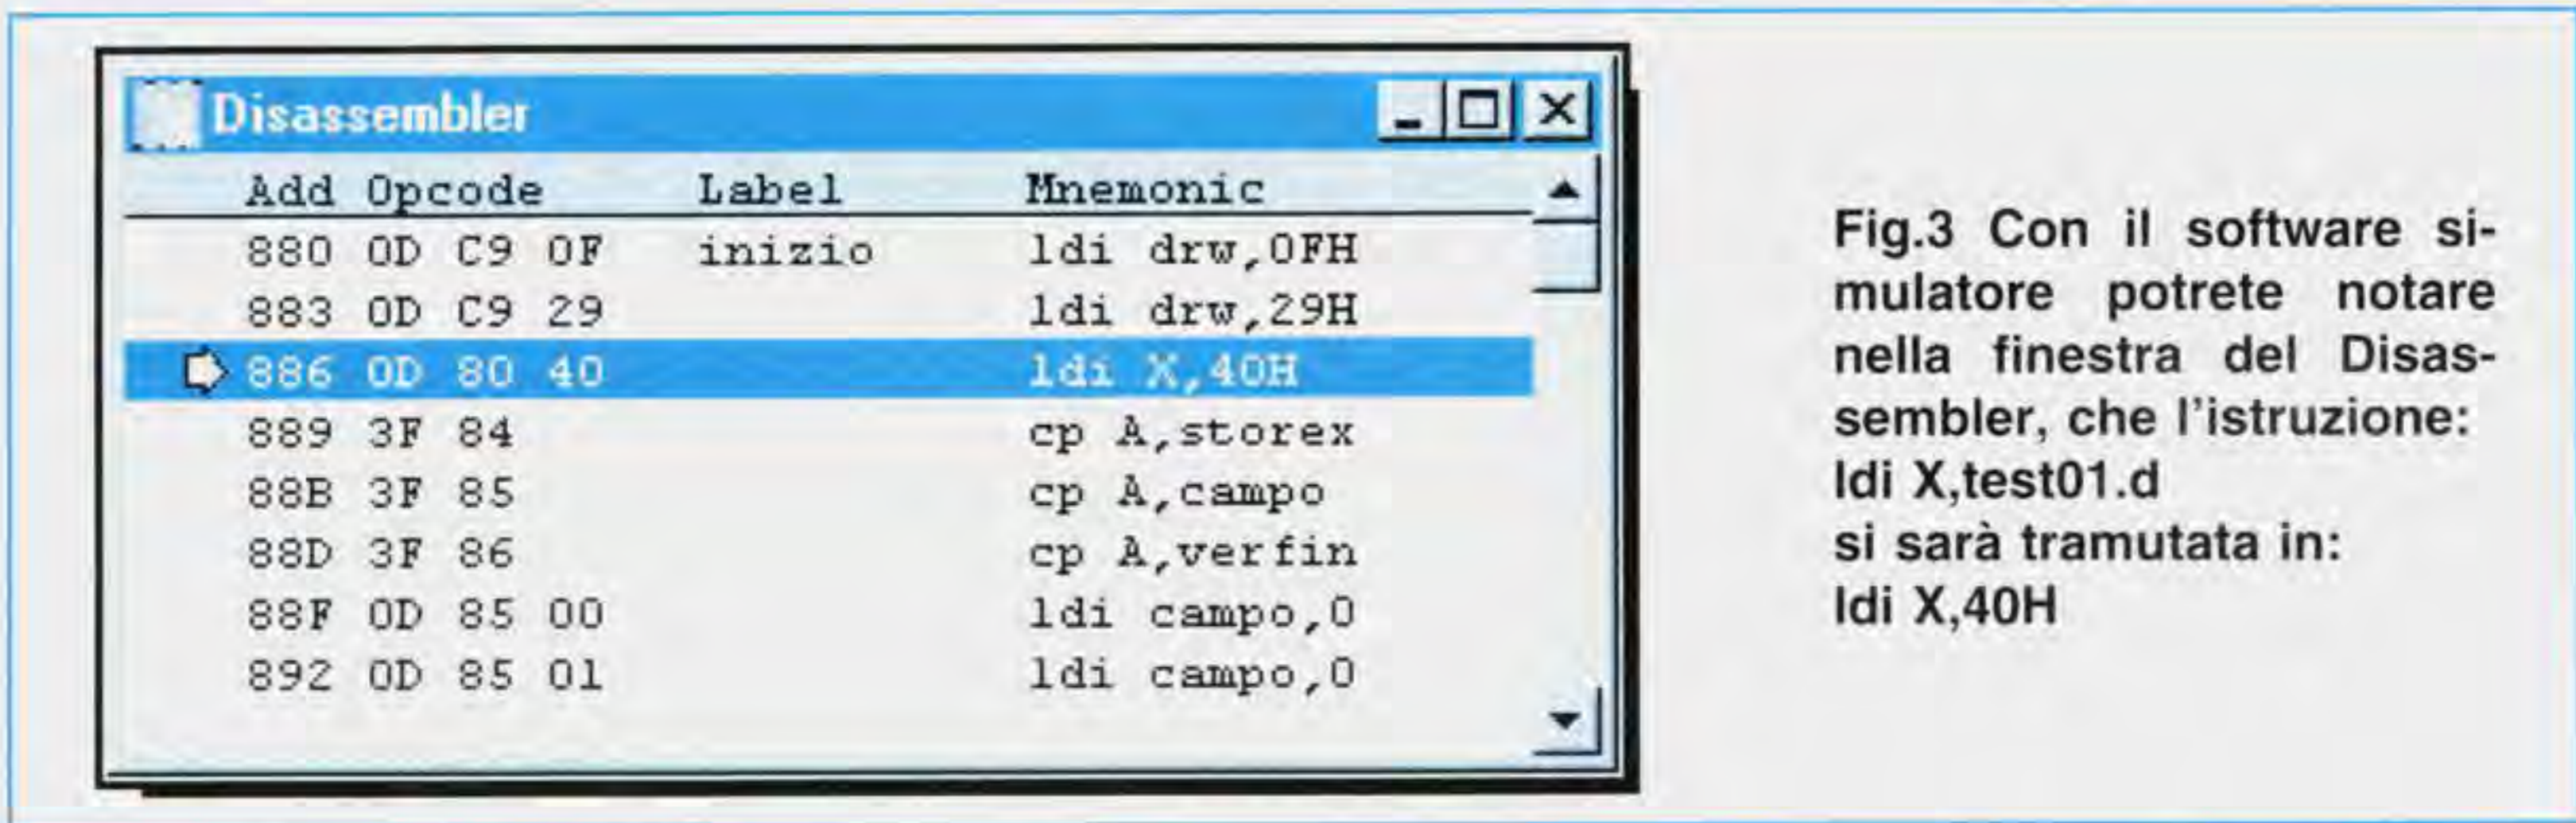 Disassembler
Add Opcode Label Mnemonic
880 0D C9 0F inizio ldi drw,0FH
883 0D C9 29 ldi drw,29H
886 0D 80 40 ldi X,40H
889 3F 84 cp A,storex
88B 3F 85 cp A,campo
88D 3F 86 cp A,verfin
88F 0D 85 00 ldi campo,0
892 0D 85 01 ldi campo,0
Fig.3 Con il software si-
mulatore potrete notare
nella finestra del Disas-
sembler, che l'istruzione:
ldi X,test01.d
si sarà tramutata in:
ldi X,40H